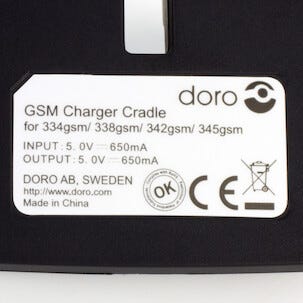 doro
GSM Charger Cradle
for 334gsm/ 338gsm/ 342gsm/ 345gsm
INPUT: 5.0V⎓650mA
OUTPUT: 5.0V⎓650mA
DORO AB, SWEDEN
http://www.doro.com
Made in China
OK
CE